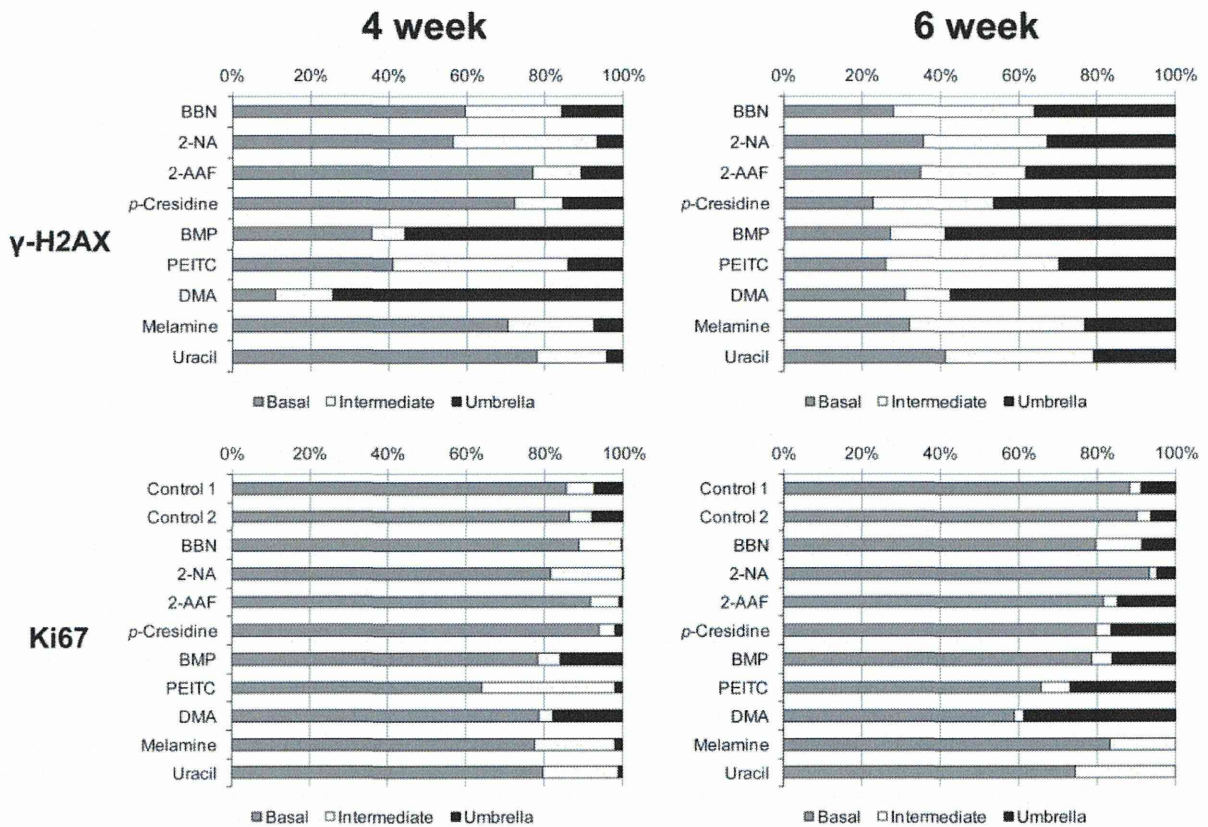 4 week
6 week
γ-H2AX
0% 20% 40% 60% 80% 100%
BBN
2-NA
2-AAF
p-Cresidine
BMP
PEITC
DMA
Melamine
Uracil
Basal Intermediate Umbrella
0% 20% 40% 60% 80% 100%
BBN
2-NA
2-AAF
p-Cresidine
BMP
PEITC
DMA
Melamine
Uracil
Basal Intermediate Umbrella
Ki67
0% 20% 40% 60% 80% 100%
Control 1
Control 2
BBN
2-NA
2-AAF
p-Cresidine
BMP
PEITC
DMA
Melamine
Uracil
Basal Intermediate Umbrella
0% 20% 40% 60% 80% 100%
Control 1
Control 2
BBN
2-NA
2-AAF
p-Cresidine
BMP
PEITC
DMA
Melamine
Uracil
Basal Intermediate Umbrella